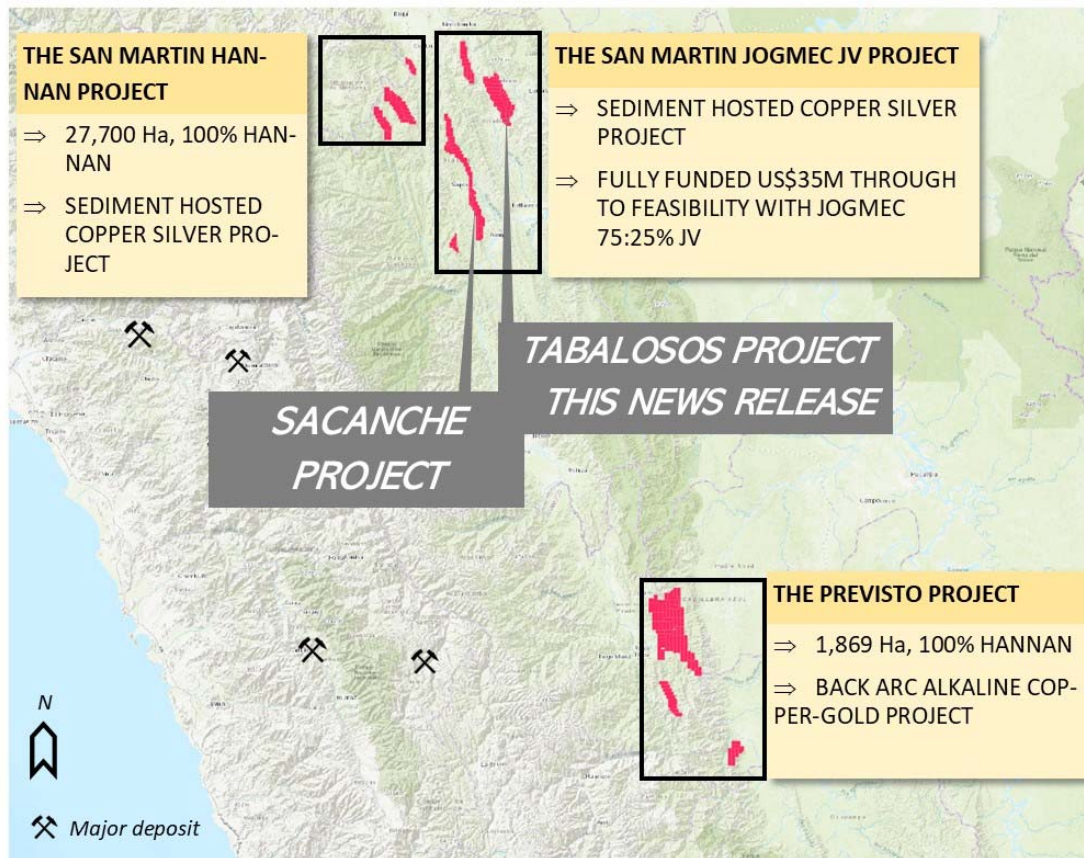 THE SAN MARTIN HAN-
NAN PROJECT
⇒ 27,700 Ha, 100% HAN-
NAN
⇒ SEDIMENT HOSTED
COPPER SILVER PRO-
JECT
THE SAN MARTIN JOGMEC JV PROJECT
⇒ SEDIMENT HOSTED COPPER SILVER
PROJECT
⇒ FULLY FUNDED US$35M THROUGH
TO FEASIBILITY WITH JOGMEC
75:25% JV
TABALOSOS PROJECT
THIS NEWS RELEASE
SACANCHE
PROJECT
THE PREVISTO PROJECT
⇒ 1,869 Ha, 100% HANNAN
⇒ BACK ARC ALKALINE COP-
PER-GOLD PROJECT
N
Major deposit